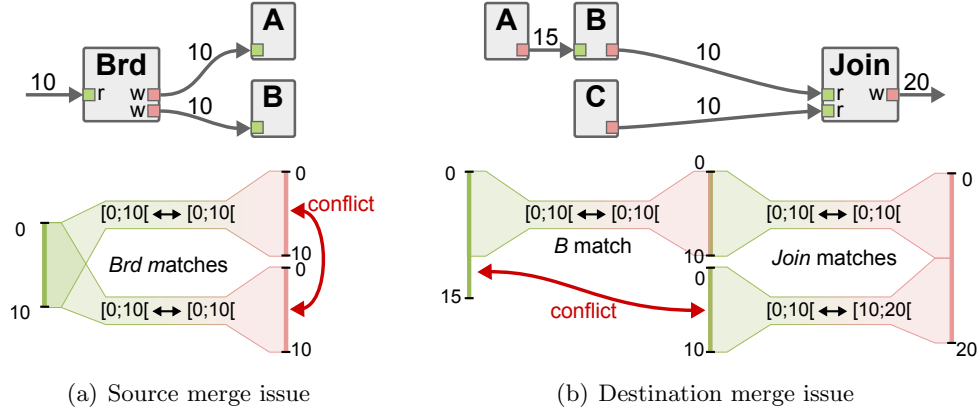 A
B
10
Brd
10
r
w
w
10
A
15
B
10
C
10
Join
r
r
w
20
0
10
[0;10[ ↔ [0;10[
Brd matches
[0;10[ ↔ [0;10[
0
10
0
10
conflict
0
15
[0;10[ ↔ [0;10[
B match
conflict
0
10
0
10
[0;10[ ↔ [0;10[
Join matches
[0;10[ ↔ [10;20[
0
20
(a) Source merge issue
(b) Destination merge issue